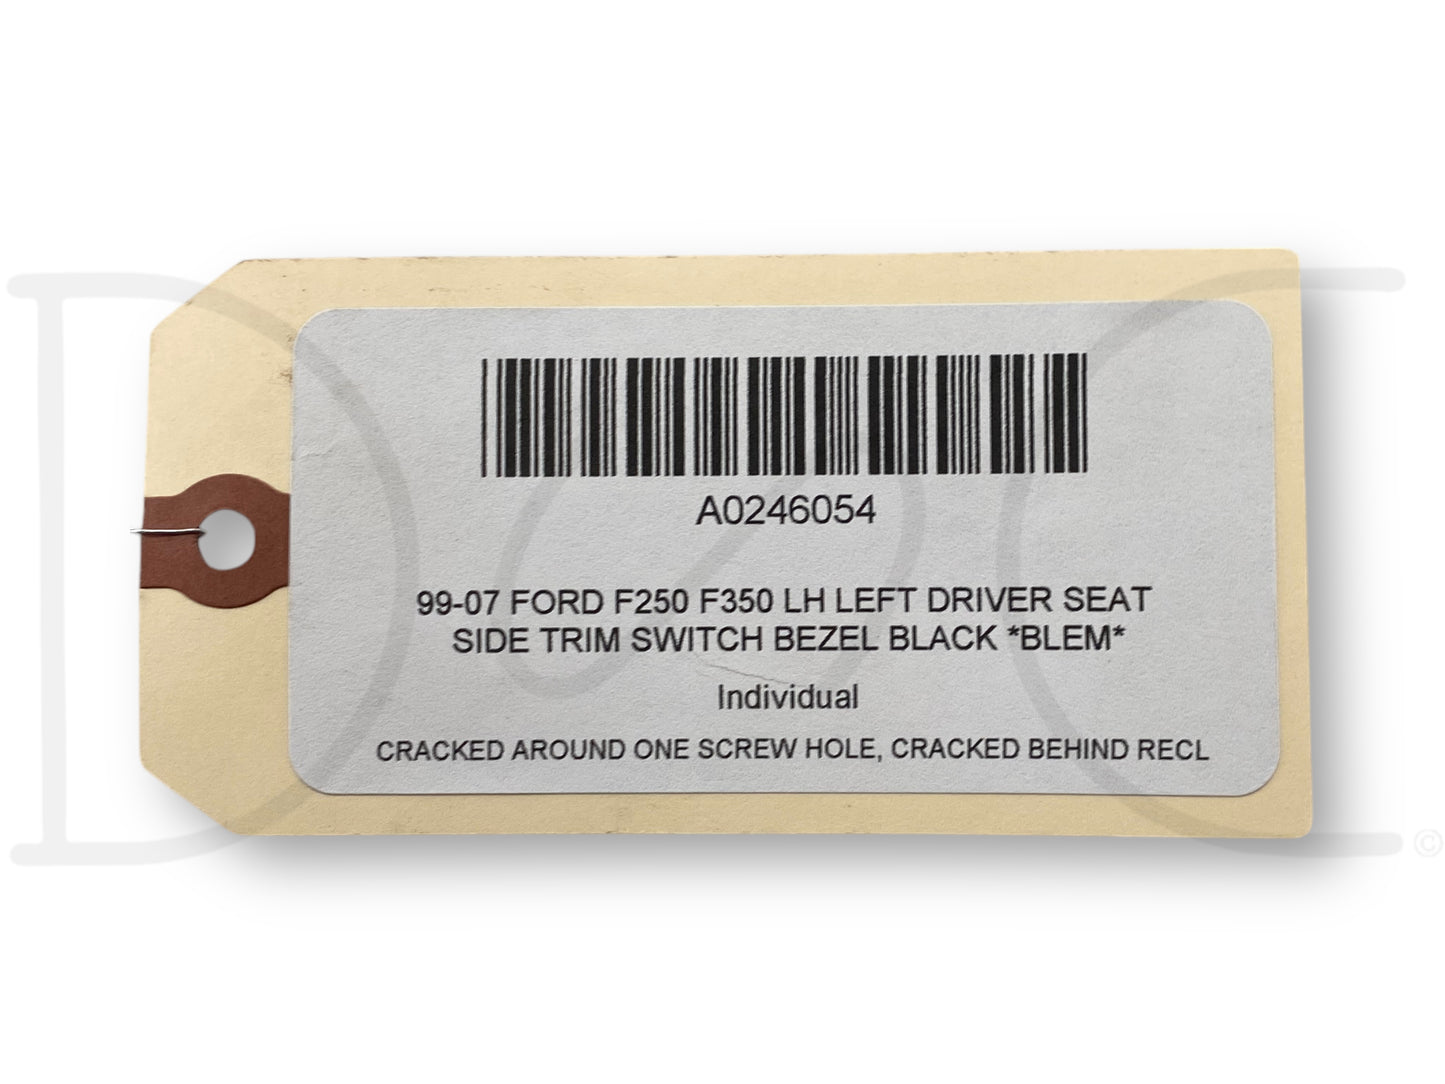 A0246054
99-07 FORD F250 F350 LH LEFT DRIVER SEAT
SIDE TRIM SWITCH BEZEL BLACK *BLEM*
Individual
CRACKED AROUND ONE SCREW HOLE, CRACKED BEHIND RECL
©